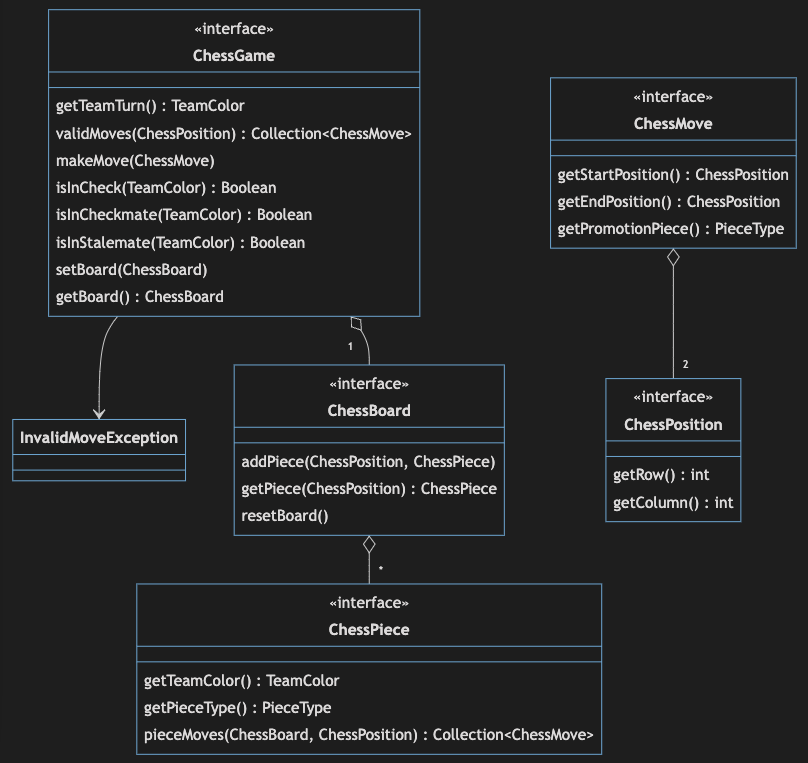 «interface»
ChessGame
getTeamTurn() : TeamColor
validMoves(ChessPosition) : Collection<ChessMove>
makeMove(ChessMove)
isInCheck(TeamColor) : Boolean
isInCheckmate(TeamColor) : Boolean
isInStalemate(TeamColor) : Boolean
setBoard(ChessBoard)
getBoard() : ChessBoard
«interface»
ChessMove
getStartPosition() : ChessPosition
getEndPosition() : ChessPosition
getPromotionPiece() : PieceType
1
2
InvalidMoveException
«interface»
ChessBoard
addPiece(ChessPosition, ChessPiece)
getPiece(ChessPosition) : ChessPiece
resetBoard()
«interface»
ChessPosition
getRow() : int
getColumn() : int
*
«interface»
ChessPiece
getTeamColor() : TeamColor
getPieceType() : PieceType
pieceMoves(ChessBoard, ChessPosition) : Collection<ChessMove>